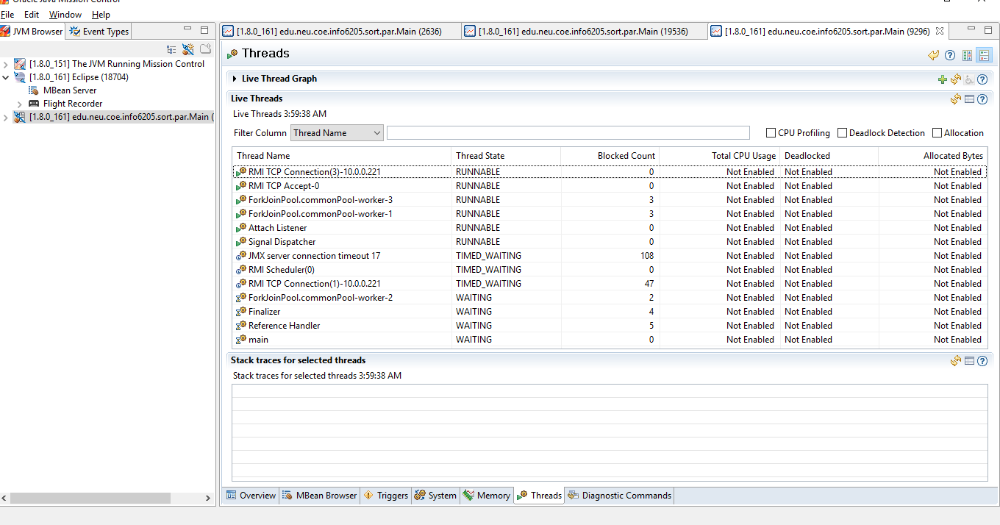 Oracle Java Mission Control
File Edit Window Help
JVM Browser Event Types
[1.8.0_151] The JVM Running Mission Control
[1.8.0_161] Eclipse (18704)
MBean Server
Flight Recorder
[1.8.0_161] edu.neu.coe.info6205.sort.par.Main (
[1.8.0_161] edu.neu.coe.info6205.sort.par.Main (2636) [1.8.0_161] edu.neu.coe.info6205.sort.par.Main (19536) [1.8.0_161] edu.neu.coe.info6205.sort.par.Main (9296)
Threads
Live Thread Graph
Live Threads
Live Threads 3:59:38 AM
Filter Column Thread Name CPU Profiling Deadlock Detection Allocation
Thread Name Thread State Blocked Count Total CPU Usage Deadlocked Allocated Bytes
RMI TCP Connection(3)-10.0.0.221 RUNNABLE 0 Not Enabled Not Enabled Not Enabled
RMI TCP Accept-0 RUNNABLE 0 Not Enabled Not Enabled Not Enabled
ForkJoinPool.commonPool-worker-3 RUNNABLE 3 Not Enabled Not Enabled Not Enabled
ForkJoinPool.commonPool-worker-1 RUNNABLE 3 Not Enabled Not Enabled Not Enabled
Attach Listener RUNNABLE 0 Not Enabled Not Enabled Not Enabled
Signal Dispatcher RUNNABLE 0 Not Enabled Not Enabled Not Enabled
JMX server connection timeout 17 TIMED_WAITING 108 Not Enabled Not Enabled Not Enabled
RMI Scheduler(0) TIMED_WAITING 0 Not Enabled Not Enabled Not Enabled
RMI TCP Connection(1)-10.0.0.221 TIMED_WAITING 47 Not Enabled Not Enabled Not Enabled
ForkJoinPool.commonPool-worker-2 WAITING 2 Not Enabled Not Enabled Not Enabled
Finalizer WAITING 4 Not Enabled Not Enabled Not Enabled
Reference Handler WAITING 5 Not Enabled Not Enabled Not Enabled
main WAITING 0 Not Enabled Not Enabled Not Enabled
Stack traces for selected threads
Stack traces for selected threads 3:59:38 AM
Overview MBean Browser Triggers System Memory Threads Diagnostic Commands